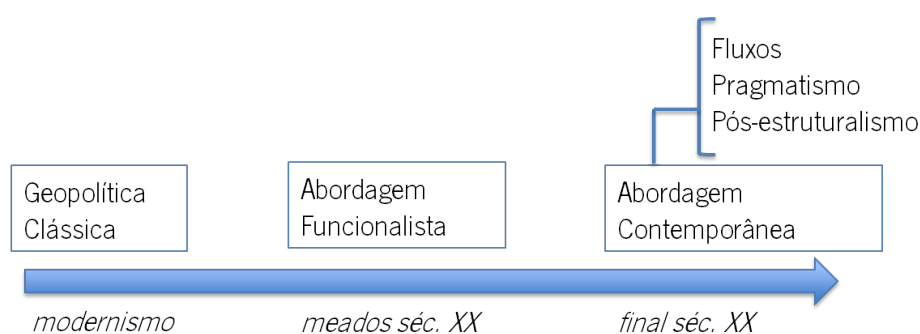 Fluxos
Pragmatismo
Pós-estruturalismo
Geopolítica
Clássica
Abordagem
Funcionalista
Abordagem
Contemporânea
modernismo
meados séc. XX
final séc. XX